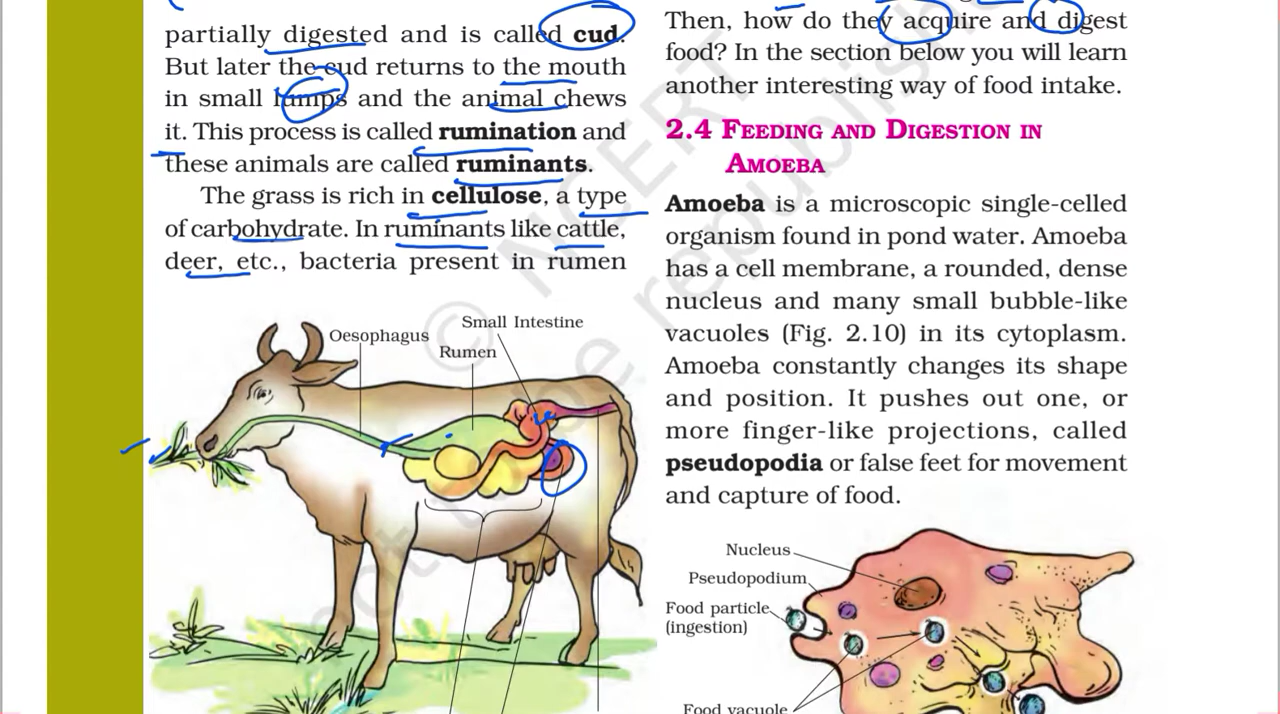 partially digested and is called cud.
But later the cud returns to the mouth
in small lumps and the animal chews
it. This process is called rumination and
these animals are called ruminants.
The grass is rich in cellulose, a type
of carbohydrate. In ruminants like cattle,
deer, etc., bacteria present in rumen
Oesophagus
Small Intestine
Rumen
Then, how do they acquire and digest
food? In the section below you will learn
another interesting way of food intake.
2.4 FEEDING AND DIGESTION IN
AMOEBA
Amoeba is a microscopic single-celled
organism found in pond water. Amoeba
has a cell membrane, a rounded, dense
nucleus and many small bubble-like
vacuoles (Fig. 2.10) in its cytoplasm.
Amoeba constantly changes its shape
and position. It pushes out one, or
more finger-like projections, called
pseudopodia or false feet for movement
and capture of food.
Nucleus
Pseudopodium
Food particle
(ingestion)
Food vacuole
© NCERT
not to be republished